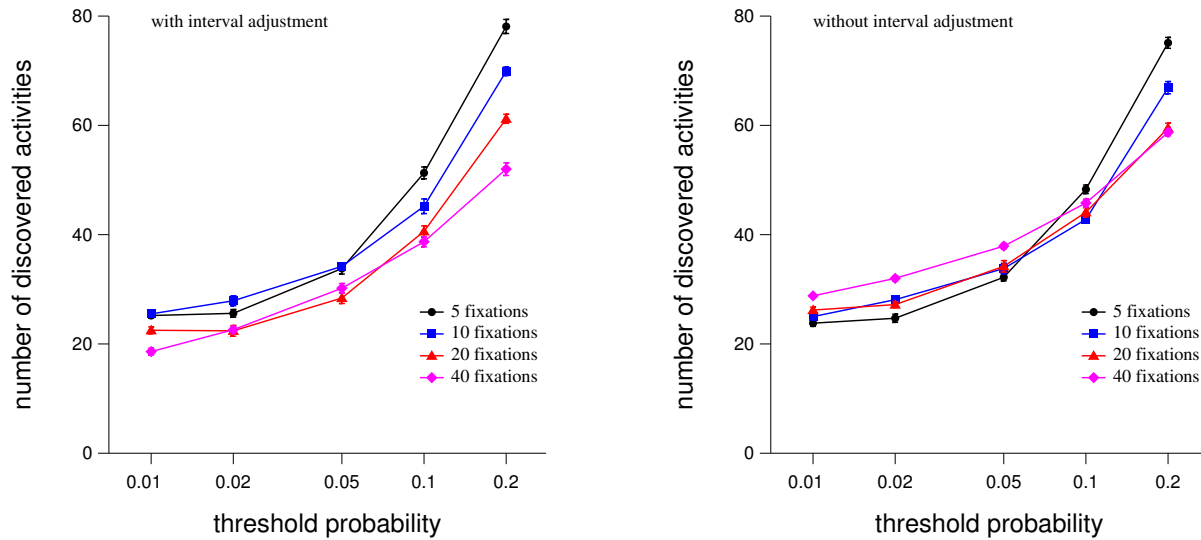 with interval adjustment
number of discovered activities
80
60
40
20
0
5 fixations
10 fixations
20 fixations
40 fixations
0.01 0.02 0.05 0.1 0.2
threshold probability
without interval adjustment
number of discovered activities
80
60
40
20
0
5 fixations
10 fixations
20 fixations
40 fixations
0.01 0.02 0.05 0.1 0.2
threshold probability